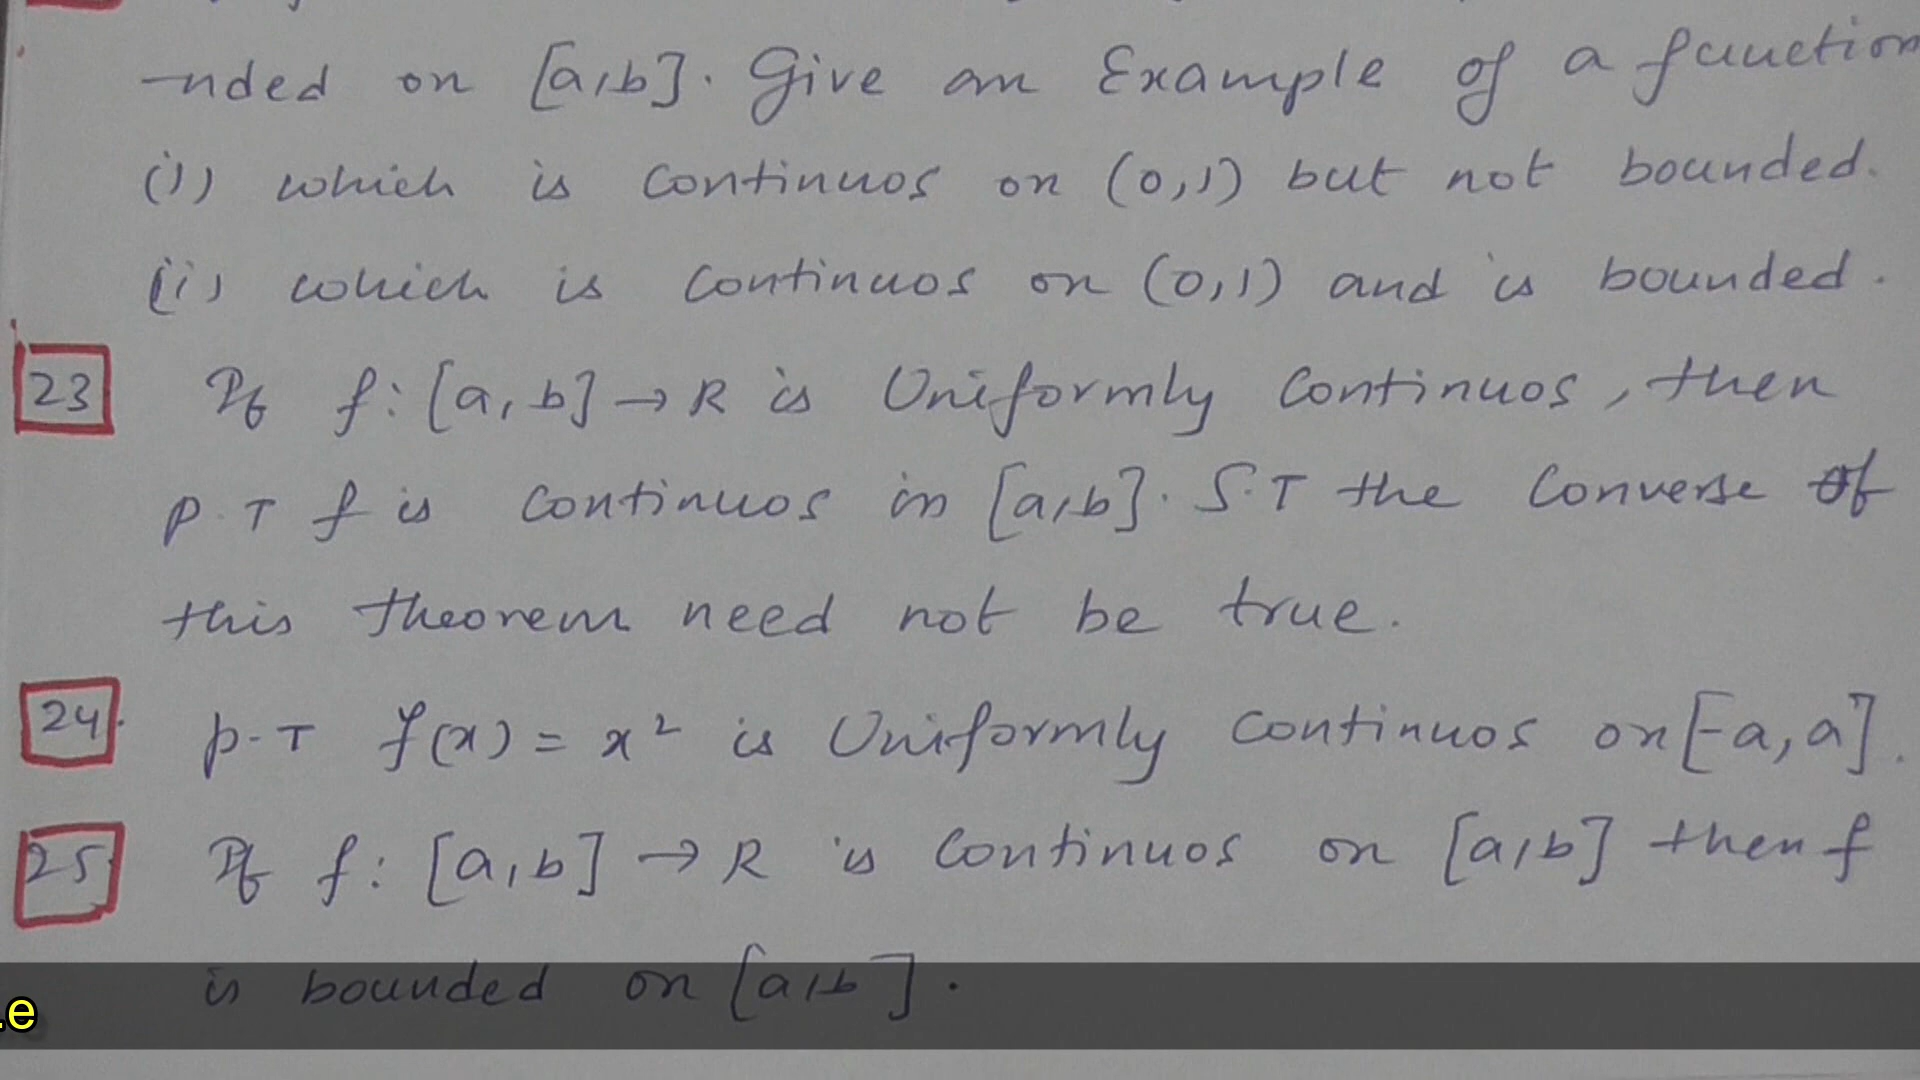 -nded on [a,b]. Give an Example of a function
(i) which is continuos on (0,1) but not bounded.
(ii) which is continuos on (0,1) and is bounded.
23 If f: [a, b] → R is Uniformly Continuos, then
P.T f is continuos in [a,b]. S.T the converse of
this theorem need not be true.
24. P.T f(x) = x² is Uniformly continuos on [-a, a].
25 If f: [a, b] → R is continuos on [a,b] then f
is bounded on [a,b].
.e